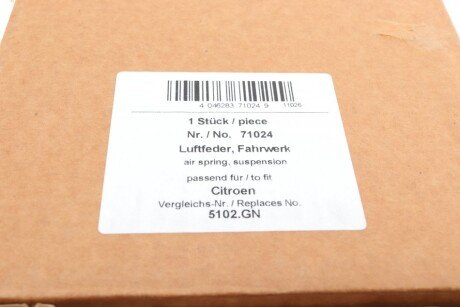 4 046283 71024 9 11026
1 Stück / piece
Nr. / No. 71024
Luftfeder, Fahrwerk
air spring, suspension
passend für / to fit
Citroen
Vergleichs-Nr. / Replaces No.
5102.GN